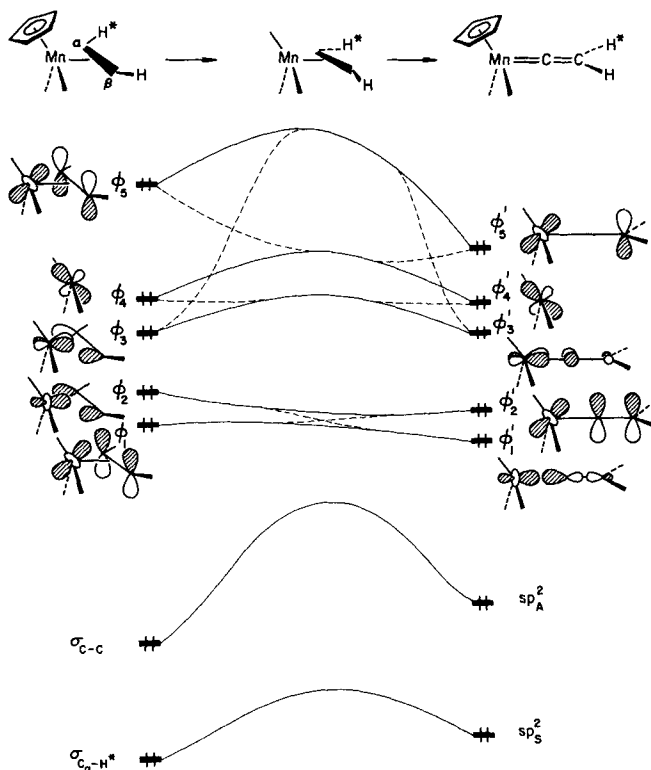 H*
α
Mn
H
β
H*
Mn
H
H*
Mn=C=C
H
ϕ5
ϕ5'
ϕ4
ϕ4'
ϕ3
ϕ3'
ϕ2
ϕ2'
ϕ1
ϕ1'
sp²A
σC-C
sp²S
σCα-H*